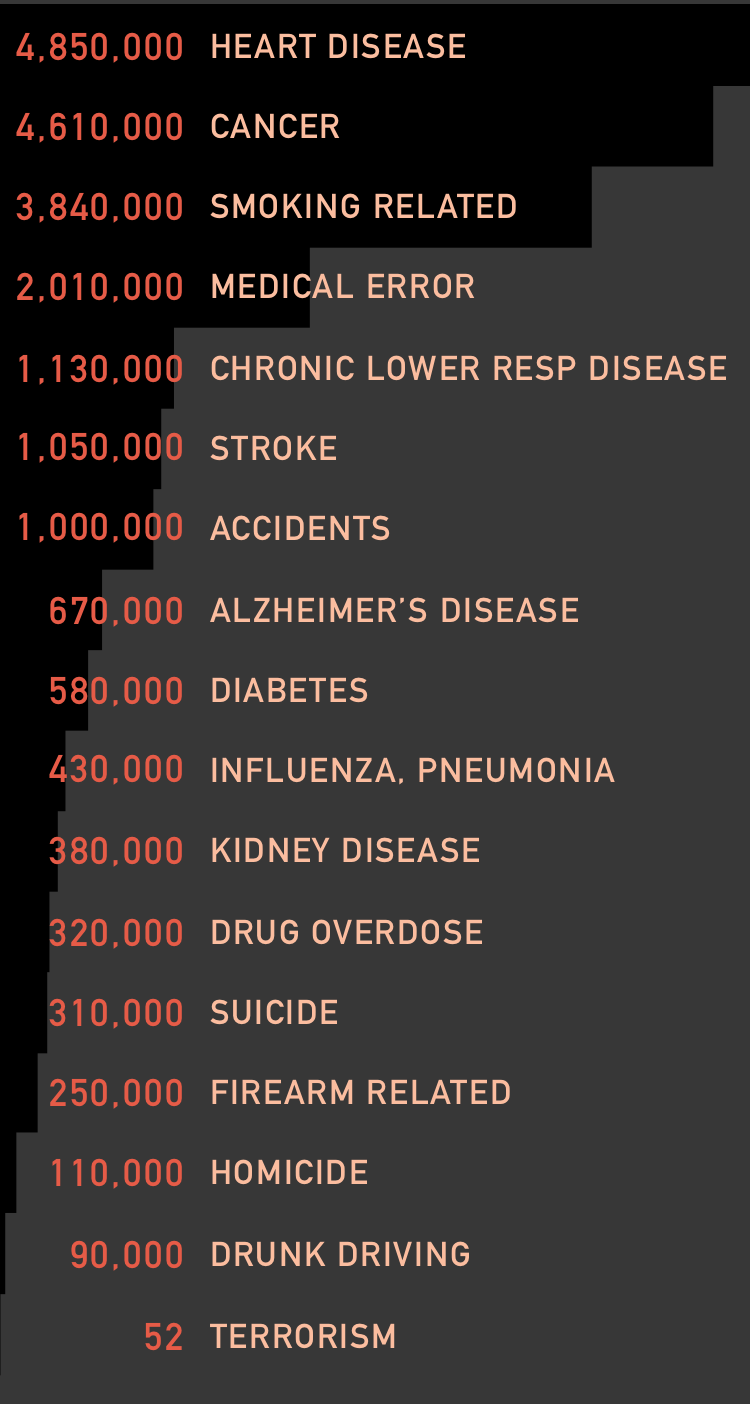 4,850,000 HEART DISEASE
4,610,000 CANCER
3,840,000 SMOKING RELATED
2,010,000 MEDICAL ERROR
1,130,000 CHRONIC LOWER RESP DISEASE
1,050,000 STROKE
1,000,000 ACCIDENTS
670,000 ALZHEIMER’S DISEASE
580,000 DIABETES
430,000 INFLUENZA, PNEUMONIA
380,000 KIDNEY DISEASE
320,000 DRUG OVERDOSE
310,000 SUICIDE
250,000 FIREARM RELATED
110,000 HOMICIDE
90,000 DRUNK DRIVING
52 TERRORISM